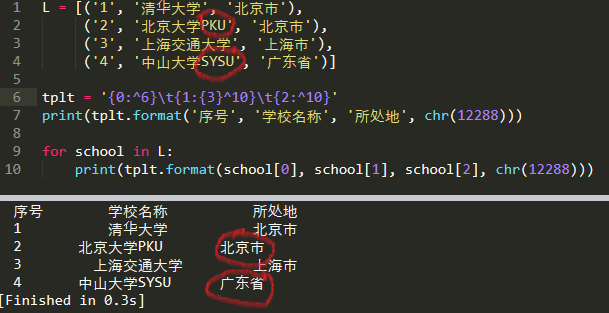 1 L = [('1', '清华大学', '北京市'),
2 ('2', '北京大学PKU', '北京市'),
3 ('3', '上海交通大学', '上海市'),
4 ('4', '中山大学SYSU', '广东省')]
5
6 tplt = '{0:^6}\t{1:{3}^10}\t{2:^10}'
7 print(tplt.format('序号', '学校名称', '所处地', chr(12288)))
8
9 for school in L:
10 print(tplt.format(school[0], school[1], school[2], chr(12288)))
序号 学校名称 所处地
1 清华大学 北京市
2 北京大学PKU 北京市
3 上海交通大学 上海市
4 中山大学SYSU 广东省
[Finished in 0.3s]